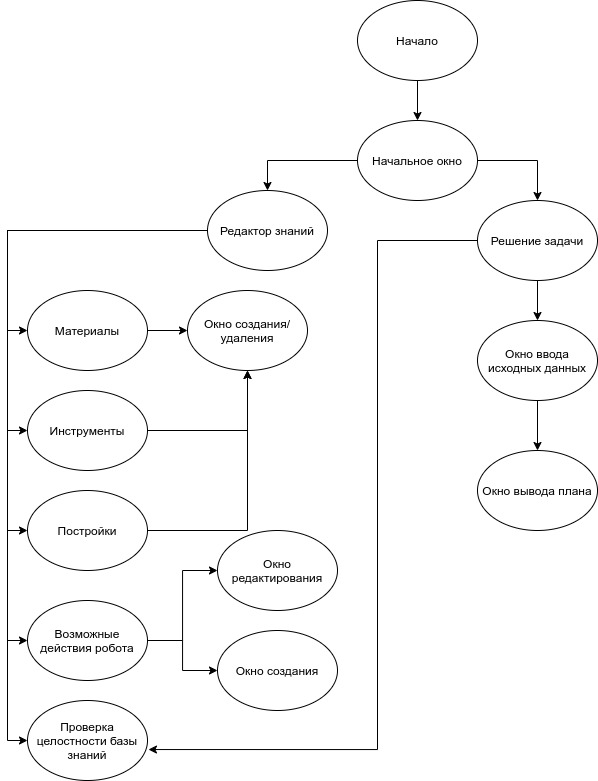 Начало
Начальное окно
Редактор знаний
Решение задачи
Материалы
Окно создания/
удаления
Окно ввода
исходных данных
Инструменты
Окно вывода плана
Постройки
Окно
редактирования
Возможные
действия робота
Окно создания
Проверка
целостности базы
знаний